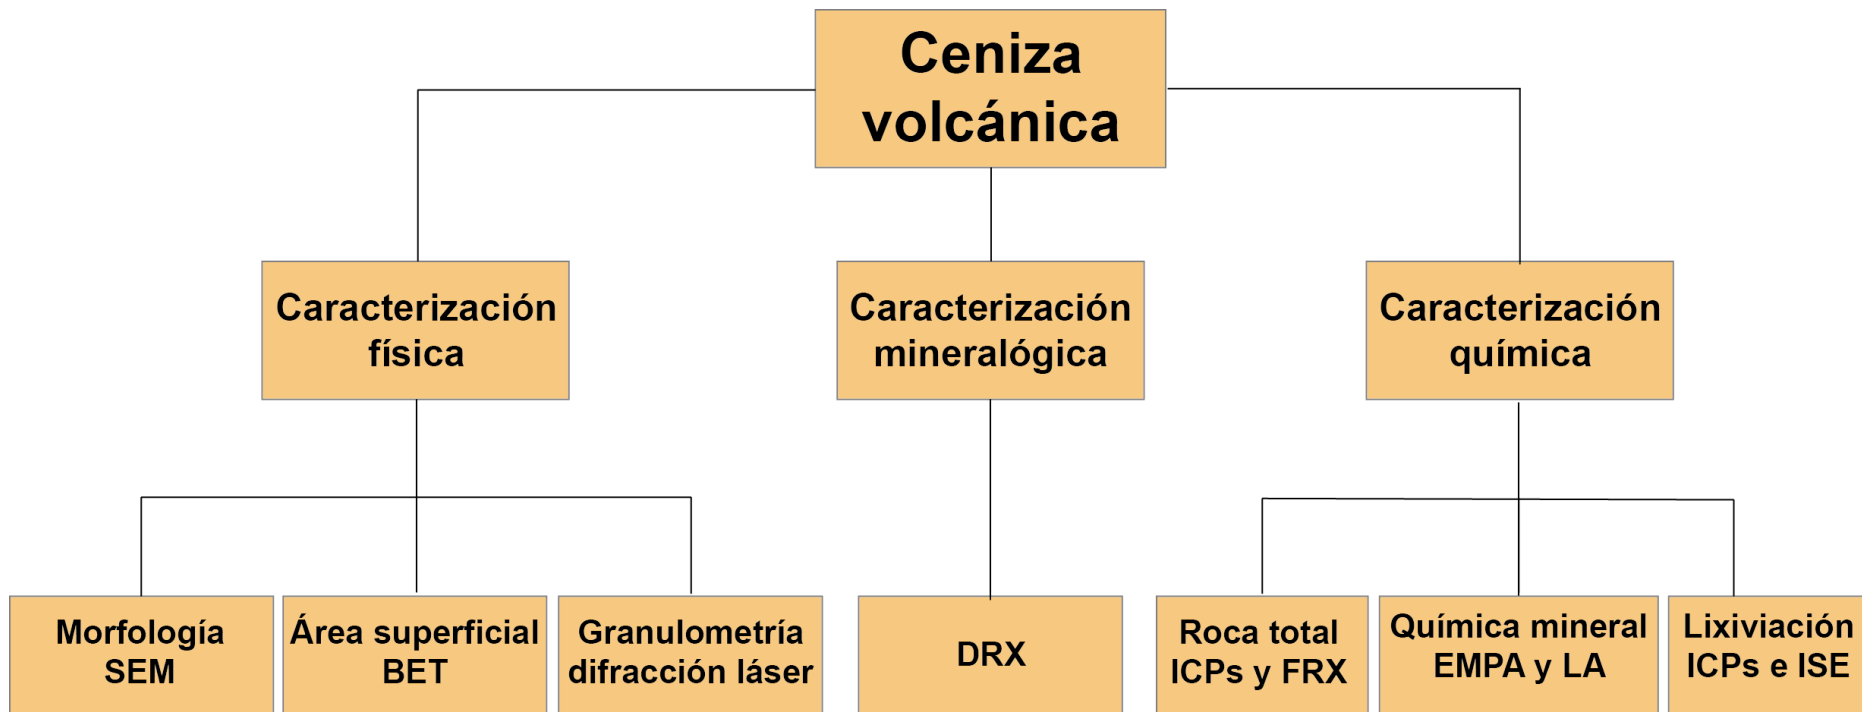 Ceniza
volcánica
Caracterización
física
Caracterización
mineralógica
Caracterización
química
Morfología
SEM
Área superficial
BET
Granulometría
difracción láser
DRX
Roca total
ICPs y FRX
Química mineral
EMPA y LA
Lixiviación
ICPs e ISE